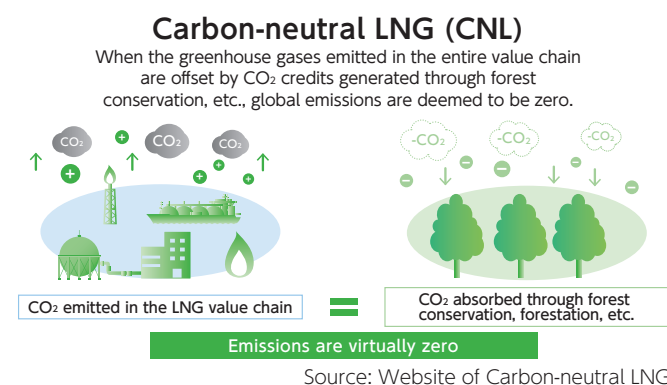 Carbon-neutral LNG (CNL)
When the greenhouse gases emitted in the entire value chain
are offset by CO₂ credits generated through forest
conservation, etc., global emissions are deemed to be zero.
CO₂
CO₂
CO₂
-CO₂
-CO₂
-CO₂
CO₂ emitted in the LNG value chain
=
CO₂ absorbed through forest
conservation, forestation, etc.
Emissions are virtually zero
Source: Website of Carbon-neutral LNG